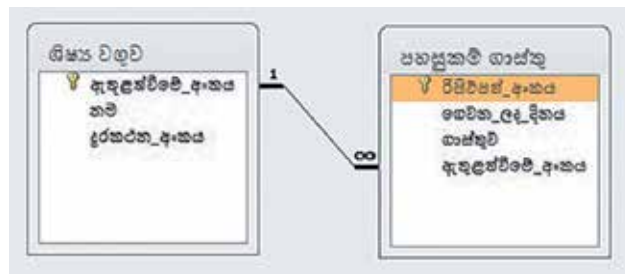 ශිෂ්‍ය වගුව
ඇතුළත්වීමේ_අංකය
නම
දුරකථන_අංකය
1
∞
පහසුකම් ගාස්තු
රිසිට්පත්_අංකය
ගෙවන_ලද_දිනය
ගාස්තුව
ඇතුළත්වීමේ_අංකය